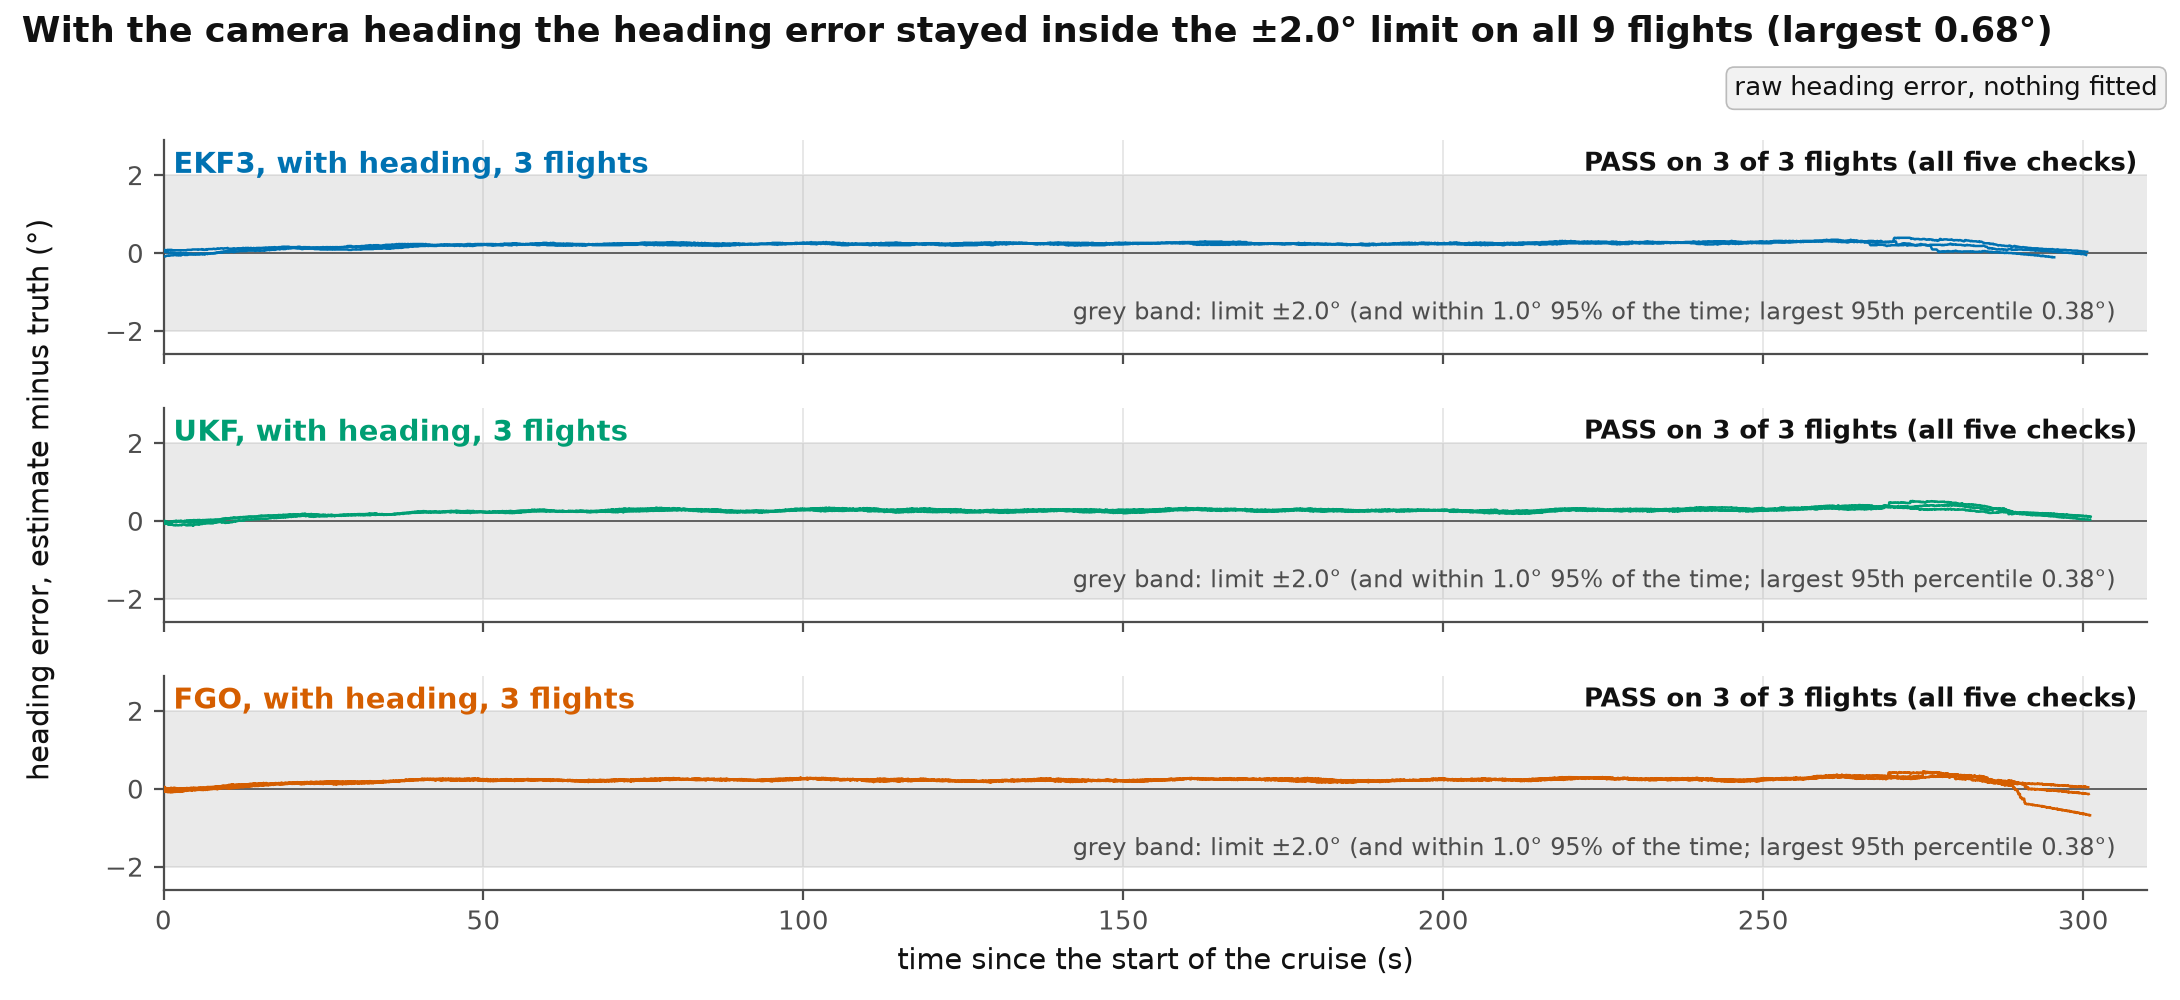 With the camera heading the heading error stayed inside the ±2.0° limit on all 9 flights (largest 0.68°)
raw heading error, nothing fitted
heading error, estimate minus truth (°)
EKF3, with heading, 3 flights
PASS on 3 of 3 flights (all five checks)
2
0
−2
grey band: limit ±2.0° (and within 1.0° 95% of the time; largest 95th percentile 0.38°)
UKF, with heading, 3 flights
PASS on 3 of 3 flights (all five checks)
2
0
−2
grey band: limit ±2.0° (and within 1.0° 95% of the time; largest 95th percentile 0.38°)
FGO, with heading, 3 flights
PASS on 3 of 3 flights (all five checks)
2
0
−2
grey band: limit ±2.0° (and within 1.0° 95% of the time; largest 95th percentile 0.38°)
0 50 100 150 200 250 300
time since the start of the cruise (s)